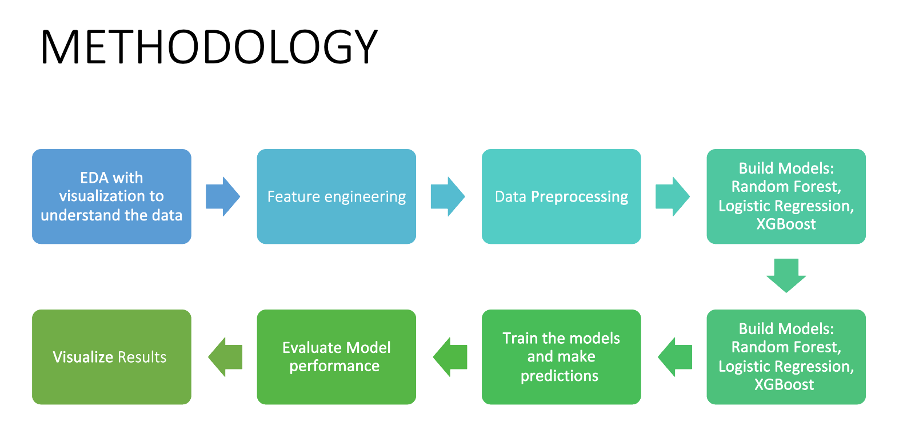 METHODOLOGY
EDA with
visualization to
understand the data
Feature engineering
Data Preprocessing
Build Models:
Random Forest,
Logistic Regression,
XGBoost
Build Models:
Random Forest,
Logistic Regression,
XGBoost
Train the models
and make
predictions
Evaluate Model
performance
Visualize Results